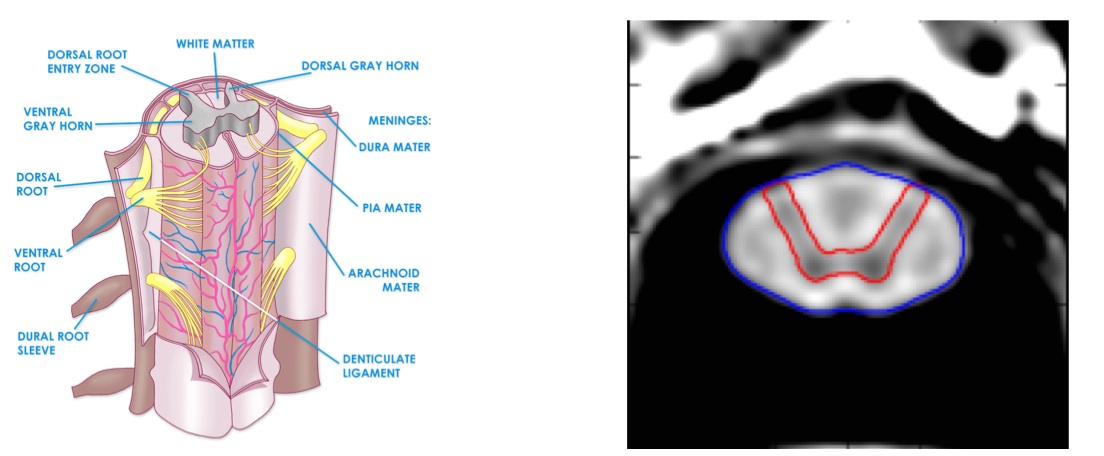 WHITE MATTER
DORSAL ROOT
ENTRY ZONE
DORSAL GRAY HORN
VENTRAL
GRAY HORN
MENINGES:
DURA MATER
DORSAL
ROOT
PIA MATER
VENTRAL
ROOT
ARACHNOID
MATER
DURAL ROOT
SLEEVE
DENTICULATE
LIGAMENT